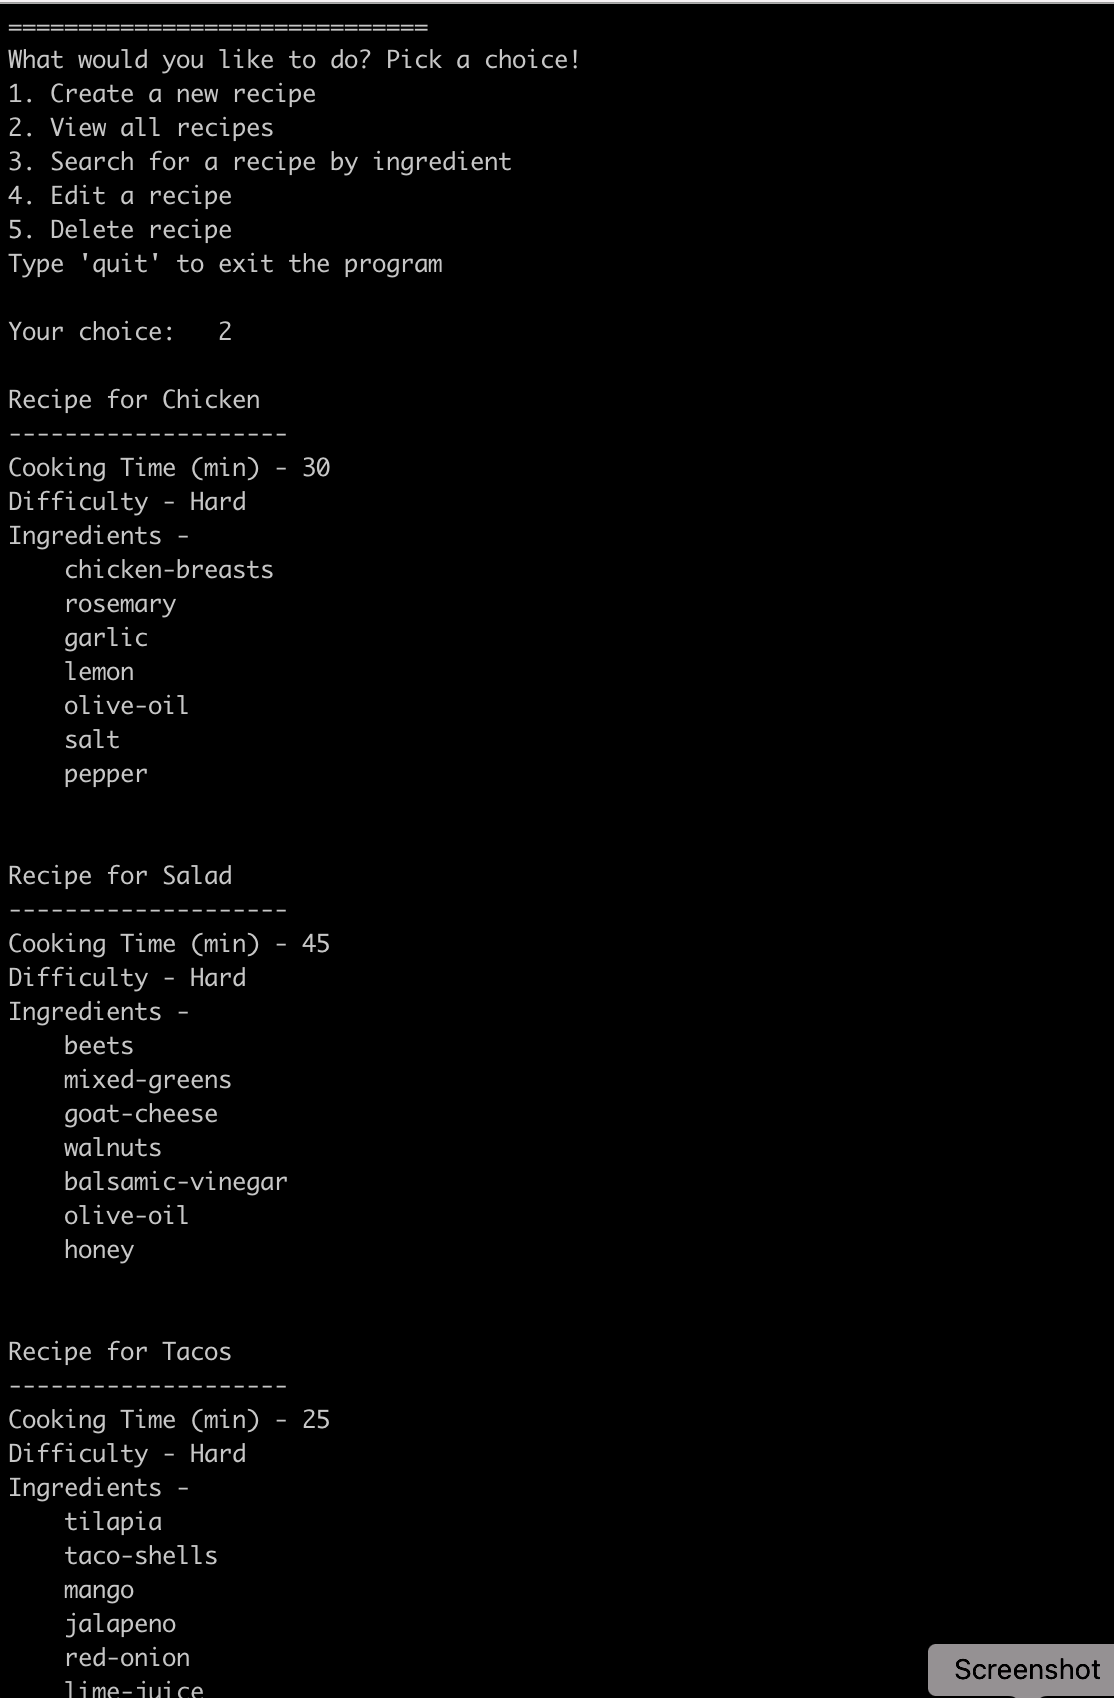 ==============================
What would you like to do? Pick a choice!
1. Create a new recipe
2. View all recipes
3. Search for a recipe by ingredient
4. Edit a recipe
5. Delete recipe
Type 'quit' to exit the program
Your choice:   2
Recipe for Chicken
--------------------
Cooking Time (min) - 30
Difficulty - Hard
Ingredients -
    chicken-breasts
    rosemary
    garlic
    lemon
    olive-oil
    salt
    pepper
Recipe for Salad
--------------------
Cooking Time (min) - 45
Difficulty - Hard
Ingredients -
    beets
    mixed-greens
    goat-cheese
    walnuts
    balsamic-vinegar
    olive-oil
    honey
Recipe for Tacos
--------------------
Cooking Time (min) - 25
Difficulty - Hard
Ingredients -
    tilapia
    taco-shells
    mango
    jalapeno
    red-onion
    lime-juice
Screenshot